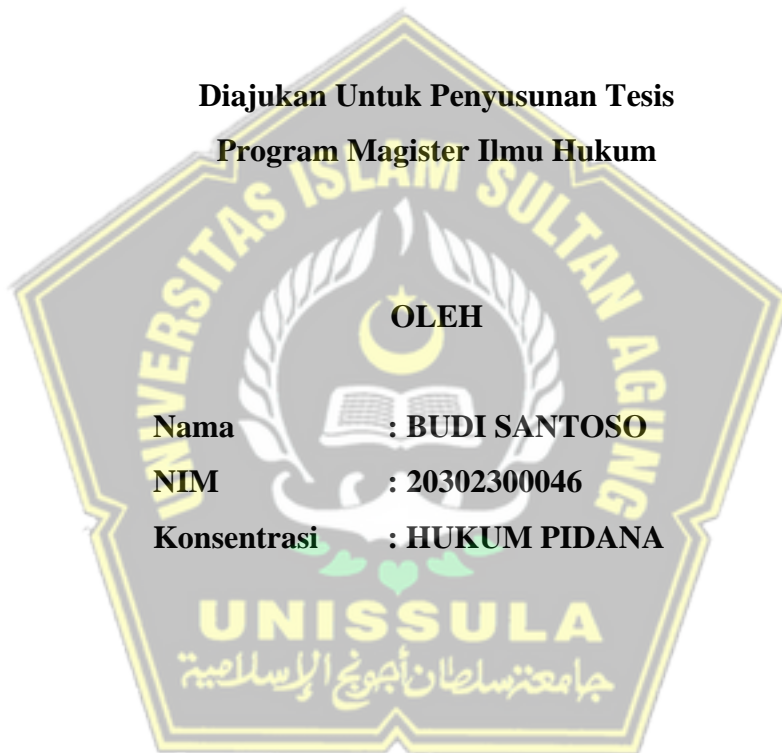 Diajukan Untuk Penyusunan Tesis
Program Magister Ilmu Hukum
UNIVERSITAS ISLAM SULTAN AGUNG
OLEH
Nama : BUDI SANTOSO
NIM : 20302300046
Konsentrasi : HUKUM PIDANA
UNISSULA
جامعة سلطان أجونج الإسلامية